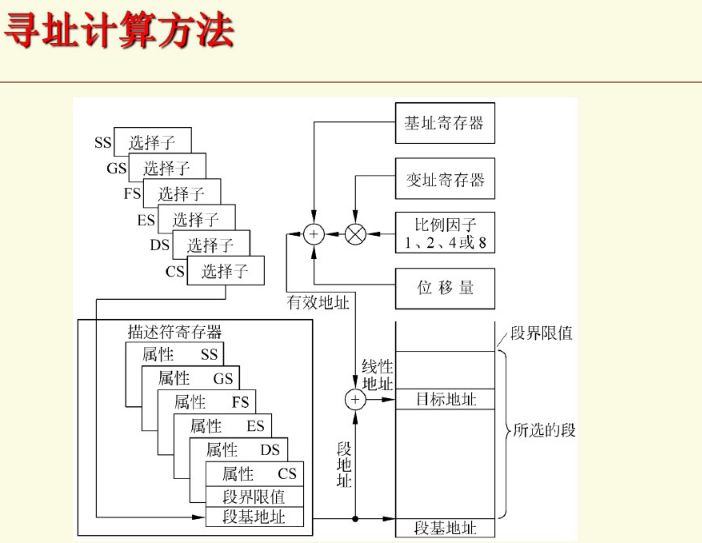 寻址计算方法
SS 选择子
GS 选择子
FS 选择子
ES 选择子
DS 选择子
CS 选择子
基址寄存器
变址寄存器
比例因子
1、2、4或8
位移量
+
×
有效地址
描述符寄存器
属性 SS
属性 GS
属性 FS
属性 ES
属性 DS
属性 CS
段界限值
段基地址
线性
地址
+
段
地
址
段界限值
目标地址
所选的段
段基地址